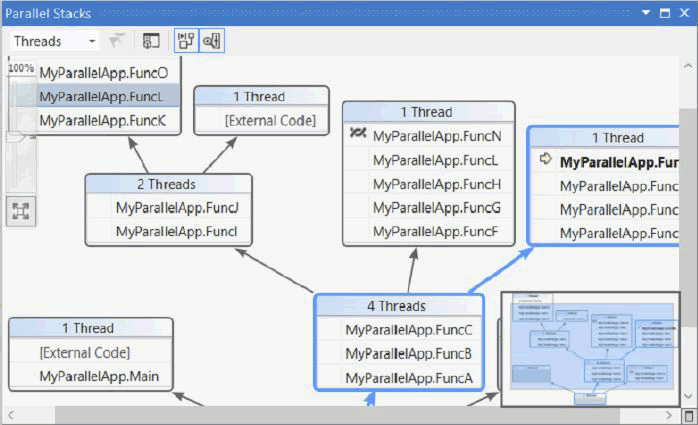 Parallel Stacks
Threads
100%
MyParallelApp.FuncO
MyParallelApp.FuncL
MyParallelApp.FuncK
1 Thread
[External Code]
1 Thread
MyParallelApp.FuncN
MyParallelApp.FuncL
MyParallelApp.FuncH
MyParallelApp.FuncG
MyParallelApp.FuncF
1 Thread
MyParallelApp.Fu
MyParallelApp.Func
MyParallelApp.Func
MyParallelApp.Func
2 Threads
MyParallelApp.FuncJ
MyParallelApp.FuncI
4 Threads
MyParallelApp.FuncC
MyParallelApp.FuncB
MyParallelApp.FuncA
1 Thread
[External Code]
MyParallelApp.Main